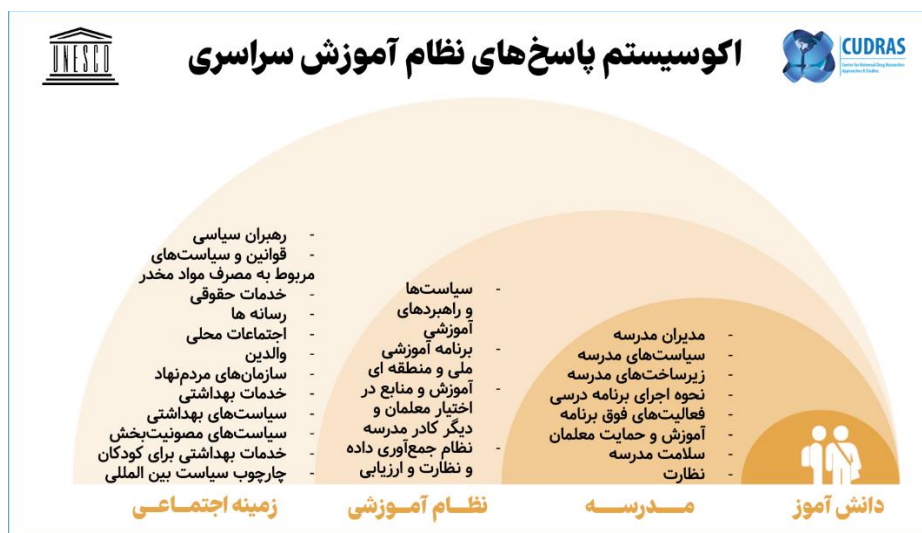 UNESCO
اکوسیستم پاسخ‌های نظام آموزش سراسری
CUDRAS
- رهبران سیاسی
- قوانین و سیاست‌های
مربوط به مصرف مواد مخدر
- خدمات حقوقی
- رسانه ها
- اجتماعات محلی
- والدین
- سازمان‌های مردم‌نهاد
- خدمات بهداشتی
- سیاست‌های بهداشتی
- سیاست‌های مصونیت‌بخش
- خدمات بهداشتی برای کودکان
- چارچوب سیاست بین المللی
- سیاست‌ها
و راهبردهای
آموزشی
- برنامه آموزشی
ملی و منطقه ای
- آموزش و منابع در
اختیار معلمان و
دیگر کادر مدرسه
- نظام جمع‌آوری داده
و نظارت و ارزیابی
- مدیران مدرسه
- سیاست‌های مدرسه
- زیرساخت‌های مدرسه
- نحوه اجرای برنامه درسی
- فعالیت‌های فوق برنامه
- آموزش و حمایت معلمان
- سلامت مدرسه
- نظارت
زمینه اجتمـــاعــی
نظـــام آمــوزشی
مــــدرســــه
دانش آموز